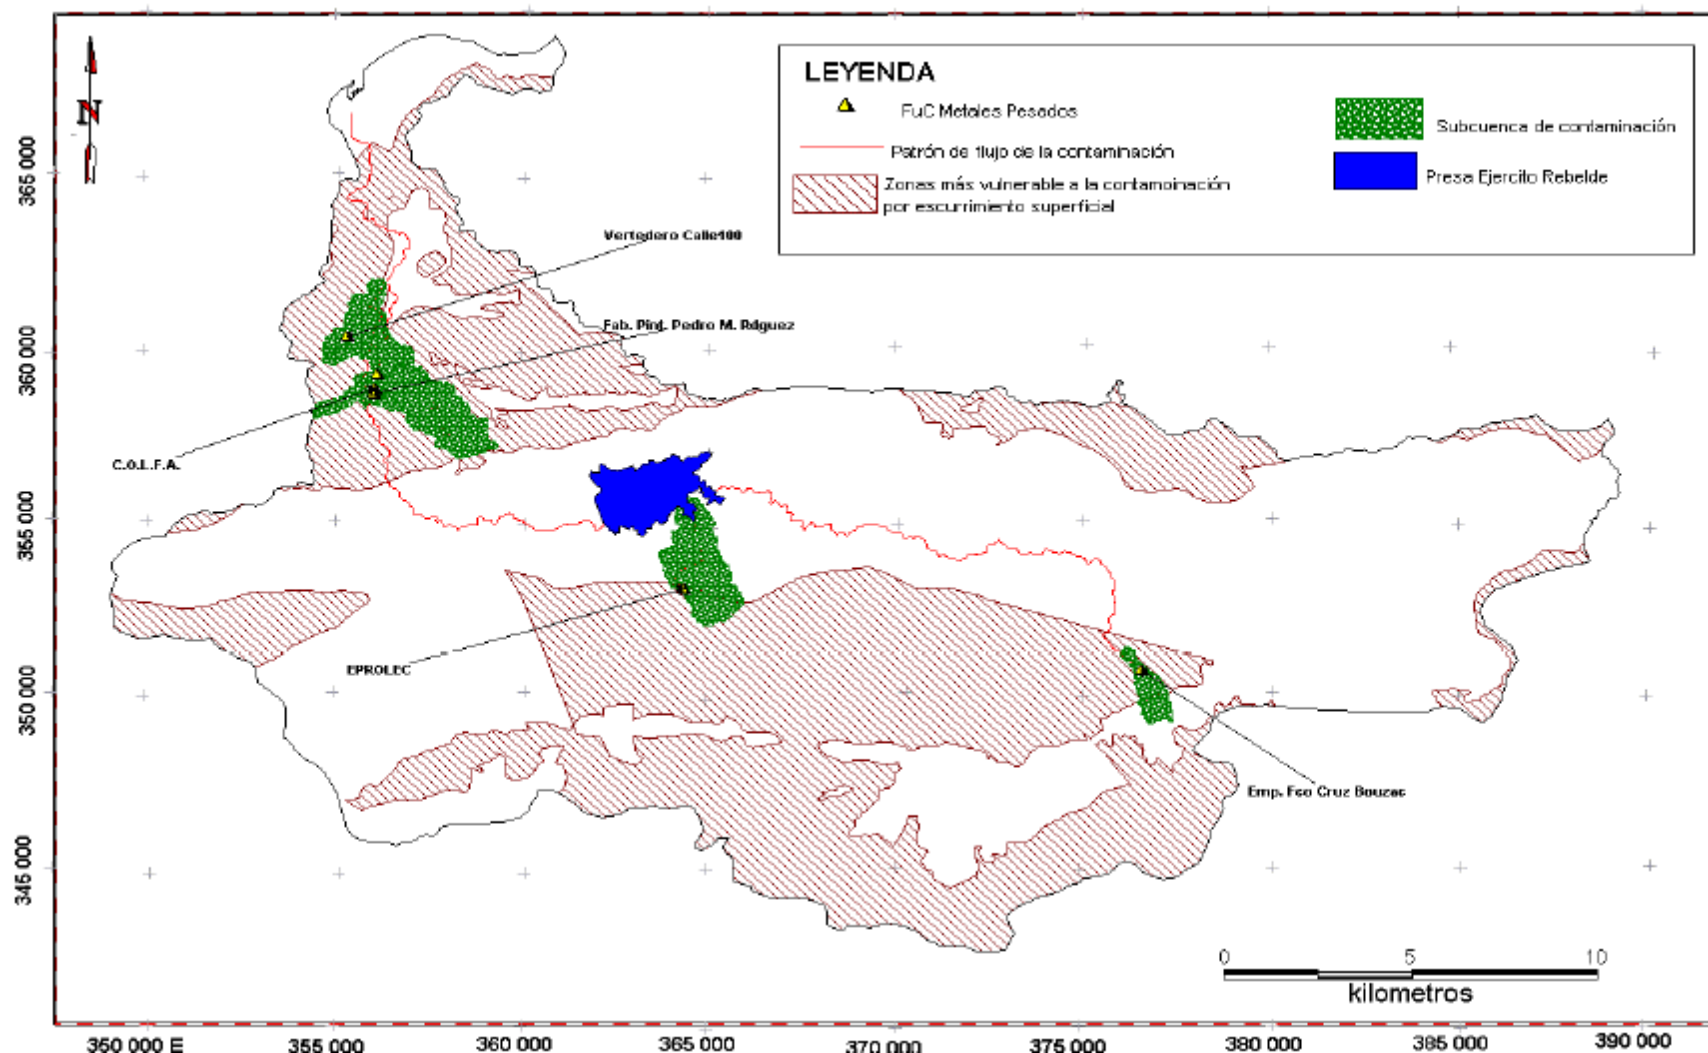 N
LEYENDA
FuC Metales Pesados
Patrón de flujo de la contaminación
Zonas más vulnerable a la contamoinación
por escurrimiento superficial
Subcuenca de contaminación
Presa Ejercito Rebelde
Vertedero Calle100
Fab. Pint. Pedro M. Rdguez
C.O.L.F.A.
EPROLEC
Emp. Fco Cruz Bouzac
365 000
360 000
355 000
350 000
345 000
0 5 10
kilometros
350 000 E 355 000 360 000 365 000 370 000 375 000 380 000 385 000 390 000